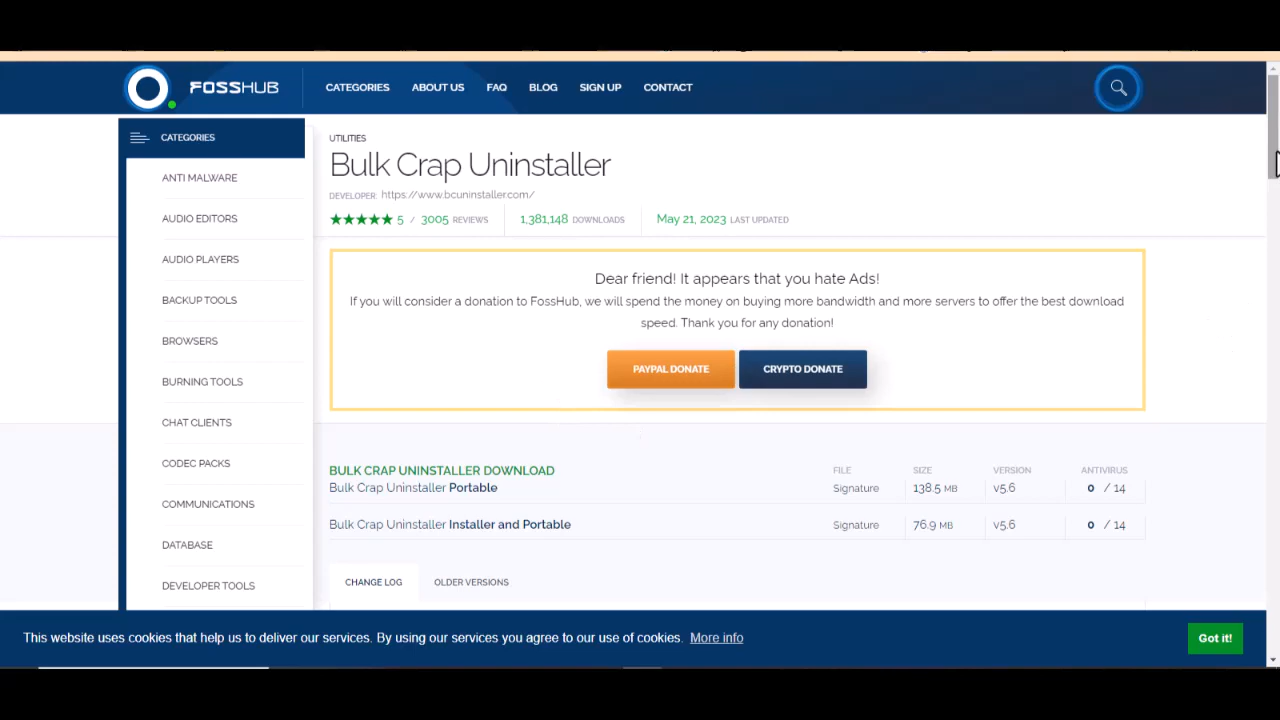 FOSSHUB CATEGORIES ABOUT US FAQ BLOG SIGN UP CONTACT
CATEGORIES
ANTI MALWARE
AUDIO EDITORS
AUDIO PLAYERS
BACKUP TOOLS
BROWSERS
BURNING TOOLS
CHAT CLIENTS
CODEC PACKS
COMMUNICATIONS
DATABASE
DEVELOPER TOOLS
UTILITIES
Bulk Crap Uninstaller
DEVELOPER: https://www.bcuninstaller.com/
5 / 3005 REVIEWS 1,381,148 DOWNLOADS May 21, 2023 LAST UPDATED
Dear friend! It appears that you hate Ads!
If you will consider a donation to FossHub, we will spend the money on buying more bandwidth and more servers to offer the best download
speed. Thank you for any donation!
PAYPAL DONATE CRYPTO DONATE
BULK CRAP UNINSTALLER DOWNLOAD FILE SIZE VERSION ANTIVIRUS
Bulk Crap Uninstaller Portable Signature 138.5 MB v5.6 0 / 14
Bulk Crap Uninstaller Installer and Portable Signature 76.9 MB v5.6 0 / 14
CHANGE LOG OLDER VERSIONS
This website uses cookies that help us to deliver our services. By using our services you agree to our use of cookies. More info Got it!